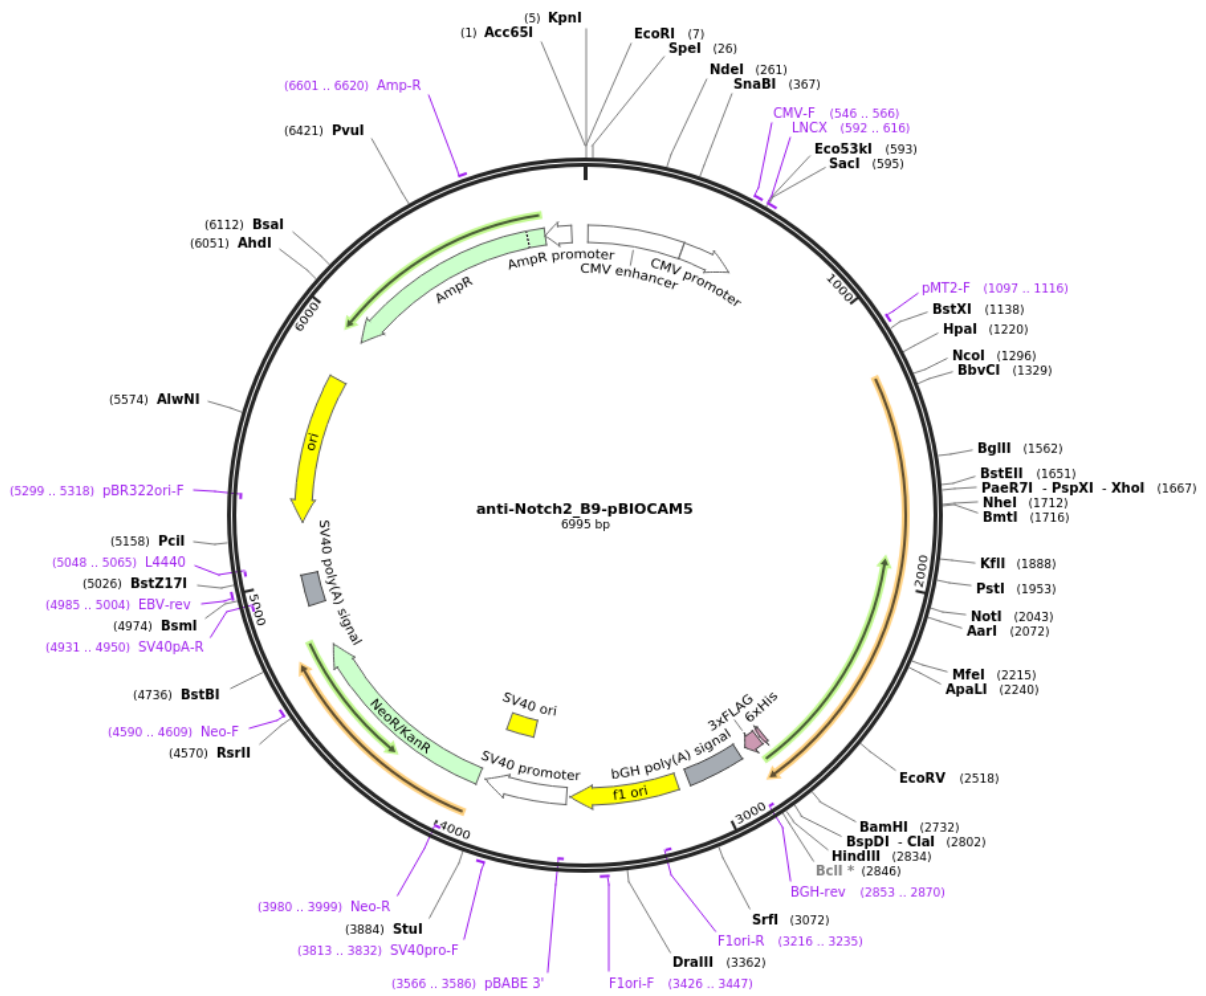 (5) KpnI
(1) Acc65I
EcoRI (7)
SpeI (26)
NdeI (261)
SnaBI (367)
CMV-F (546 .. 566)
LNCX (592 .. 616)
Eco53kI (593)
SacI (595)
1000
pMT2-F (1097 .. 1116)
BstXI (1138)
HpaI (1220)
NcoI (1296)
BbvCI (1329)
BglII (1562)
BstEII (1651)
PaeR7I - PspXI - XhoI (1667)
NheI (1712)
BmtI (1716)
KflI (1888)
PstI (1953)
2000
NotI (2043)
AarI (2072)
MfeI (2215)
ApaLI (2240)
EcoRV (2518)
BamHI (2732)
BspDI - ClaI (2802)
HindIII (2834)
BclI * (2846)
BGH-rev (2853 .. 2870)
3000
SrfI (3072)
F1ori-R (3216 .. 3235)
DraIII (3362)
F1ori-F (3426 .. 3447)
(3566 .. 3586) pBABE 3'
(3813 .. 3832) SV40pro-F
(3884) StuI
(3980 .. 3999) Neo-R
4000
(4570) RsrII
(4590 .. 4609) Neo-F
(4736) BstBI
(4931 .. 4950) SV40pA-R
(4974) BsmI
(4985 .. 5004) EBV-rev
5000
(5026) BstZ17I
(5048 .. 5065) L4440
(5158) PciI
(5299 .. 5318) pBR322ori-F
(5574) AlwNI
6000
(6051) AhdI
(6112) BsaI
(6421) PvuI
(6601 .. 6620) Amp-R
AmpR promoter
CMV enhancer
CMV promoter
AmpR
ori
anti-Notch2_B9-pBIOCAM5
6995 bp
SV40 poly(A) signal
NeoR/KanR
SV40 ori
SV40 promoter
f1 ori
bGH poly(A) signal
3xFLAG
6xHis